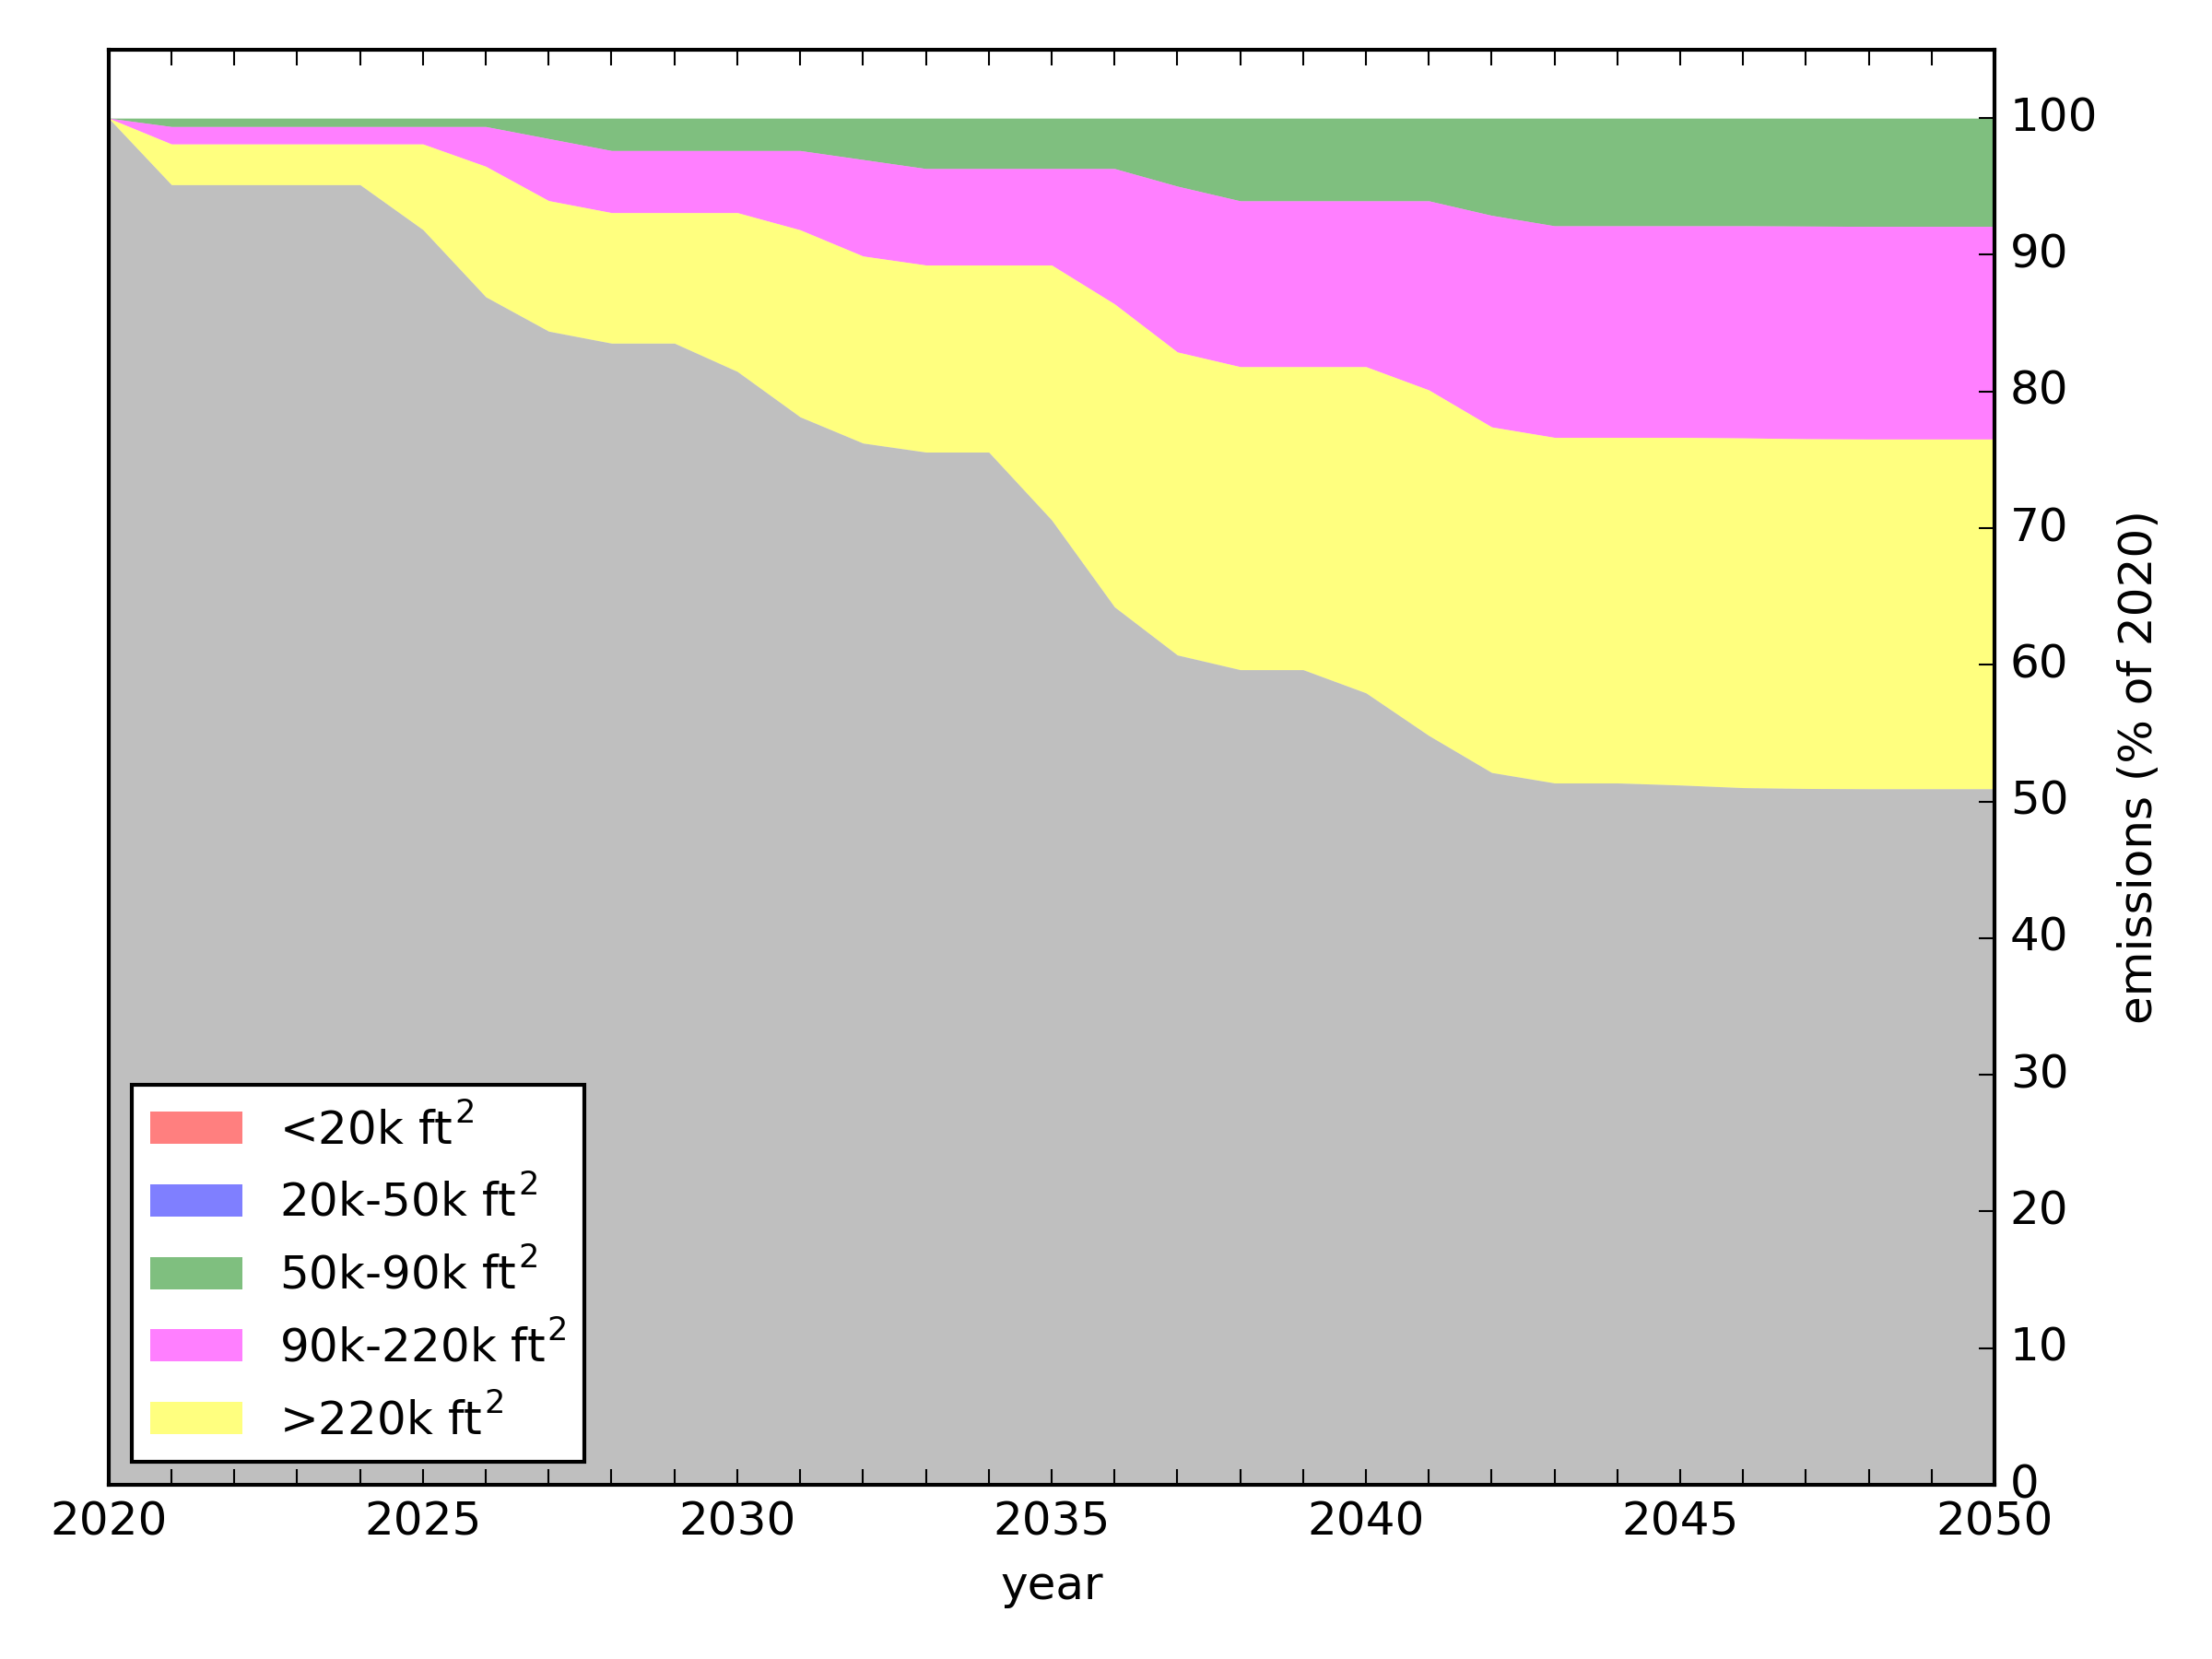 100
90
80
70
60
50
40
30
20
10
0
emissions (% of 2020)
<20k ft²
20k-50k ft²
50k-90k ft²
90k-220k ft²
>220k ft²
2020 2025 2030 2035 2040 2045 2050
year